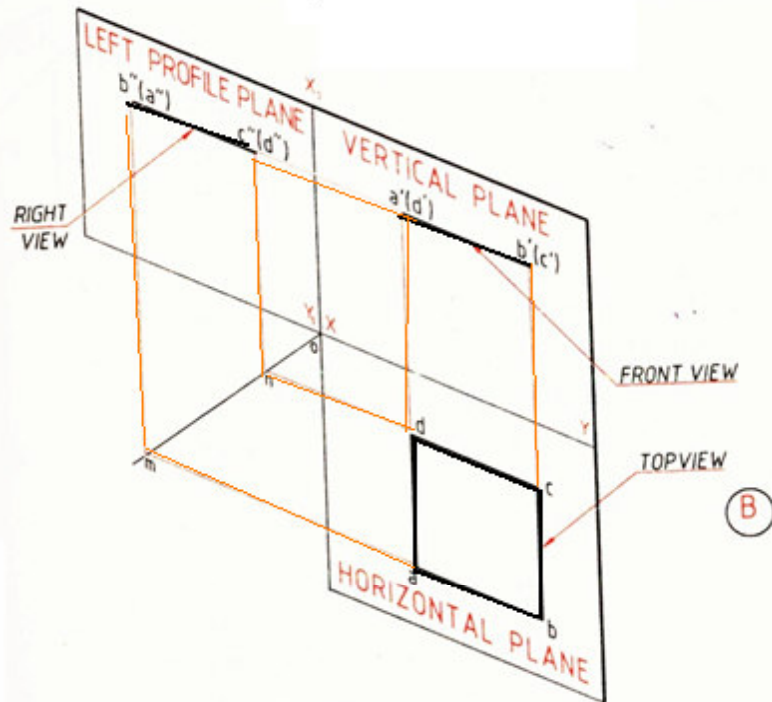 LEFT PROFILE PLANE
b"(a")
c"(d")
X₁
VERTICAL PLANE
a'(d')
b'(c')
RIGHT
VIEW
Y₁
X
o
n
FRONT VIEW
Y
d
m
c
TOPVIEW
B
a
b
HORIZONTAL PLANE